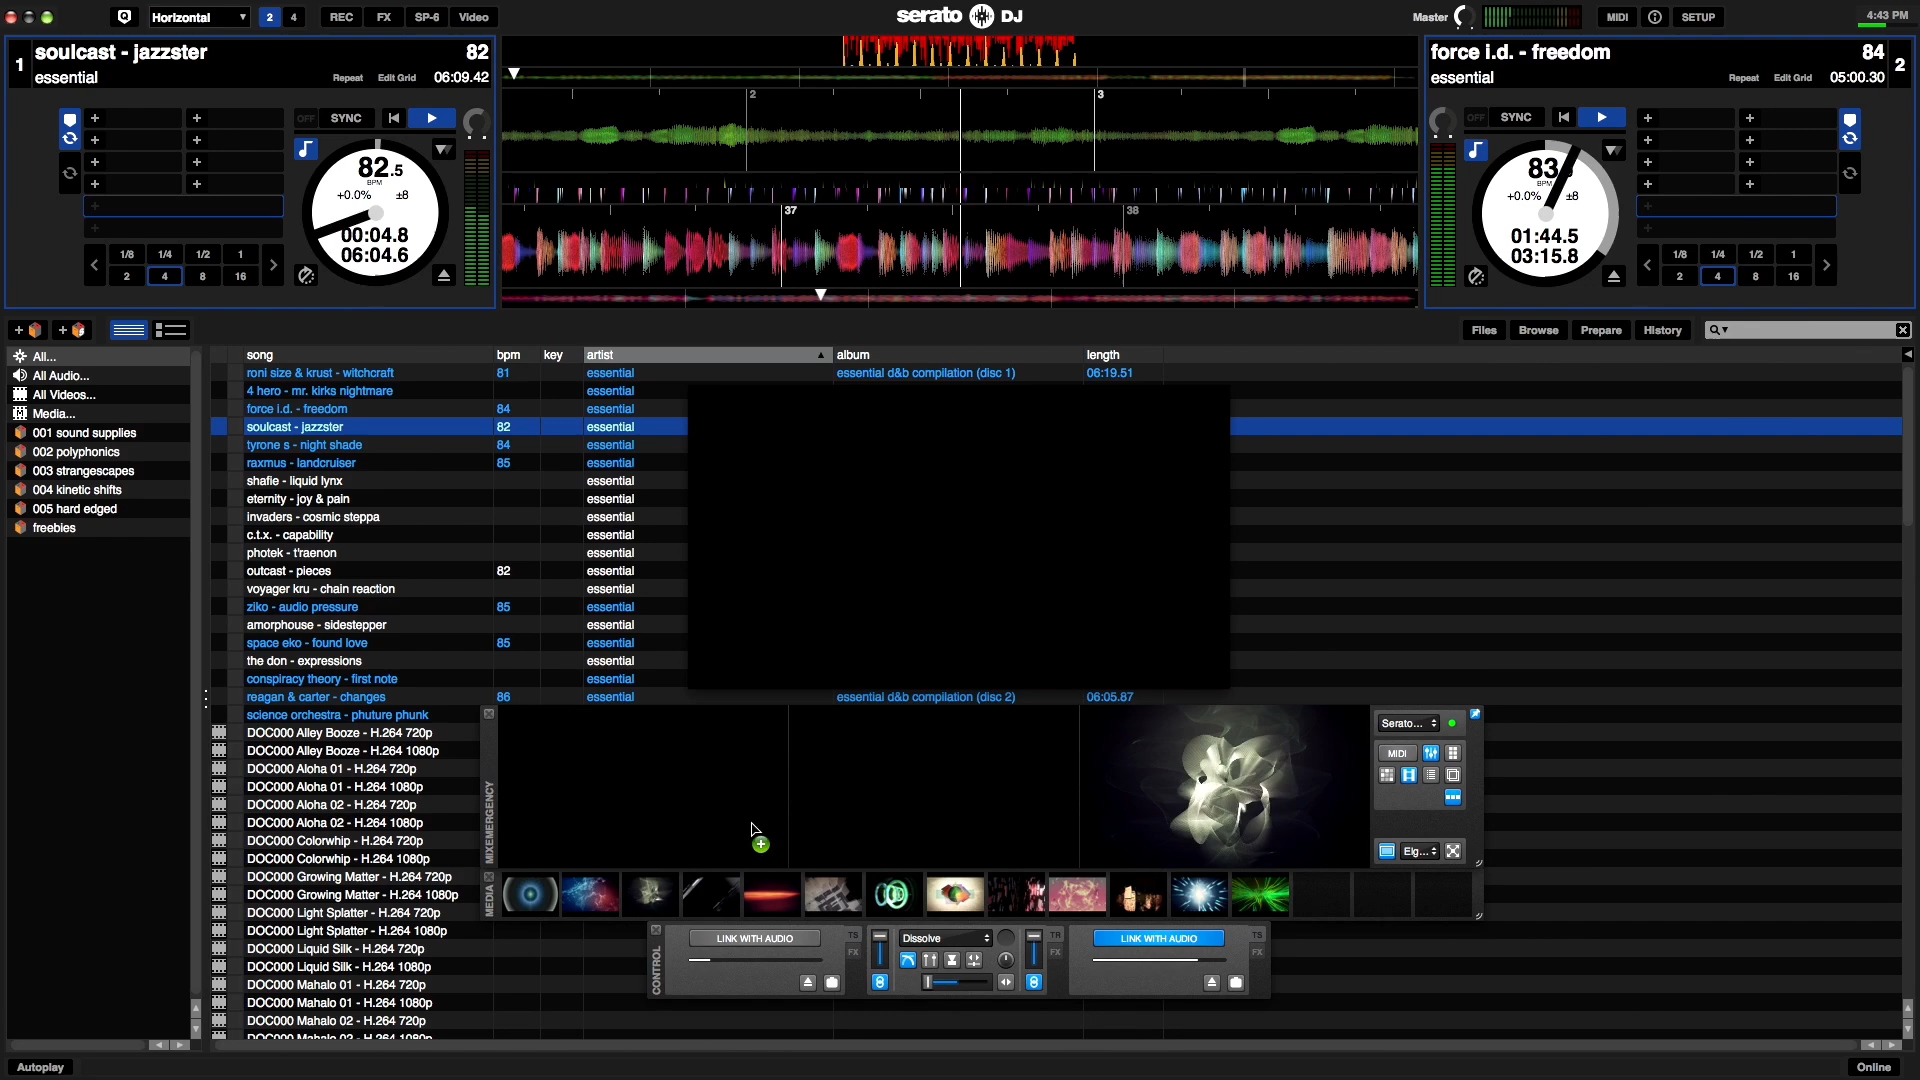 Horizontal ▼ 2 4 REC FX SP-6 Video
serato DJ
Master MIDI SETUP 4:43 PM
1 soulcast - jazzster 82
essential Repeat Edit Grid 06:09.42
OFF SYNC
82.5
BPM
+0.0% ±8
00:04.8
06:04.6
1/8 1/4 1/2 1
2 4 8 16
2 3
37 38
force i.d. - freedom 84 2
essential Repeat Edit Grid 05:00.30
OFF SYNC
83
BPM
+0.0% ±8
01:44.5
03:15.8
1/8 1/4 1/2 1
2 4 8 16
Files Browse Prepare History
All...
All Audio...
All Videos...
Media...
001 sound supplies
002 polyphonics
003 strangescapes
004 kinetic shifts
005 hard edged
freebies
song bpm key artist album length
roni size & krust - witchcraft 81 essential essential d&b compilation (disc 1) 06:19.51
4 hero - mr. kirks nightmare essential
force i.d. - freedom 84 essential
soulcast - jazzster 82 essential
tyrone s - night shade 84 essential
raxmus - landcruiser 85 essential
shafie - liquid lynx essential
eternity - joy & pain essential
invaders - cosmic steppa essential
c.t.x. - capability essential
photek - t'raenon essential
outcast - pieces 82 essential
voyager kru - chain reaction essential
ziko - audio pressure 85 essential
amorphouse - sidestepper essential
space eko - found love 85 essential
the don - expressions essential
conspiracy theory - first note essential
reagan & carter - changes 86 essential essential d&b compilation (disc 2) 06:05.87
science orchestra - phuture phunk
DOC000 Alley Booze - H.264 720p
DOC000 Alley Booze - H.264 1080p
DOC000 Aloha 01 - H.264 720p
DOC000 Aloha 01 - H.264 1080p
DOC000 Aloha 02 - H.264 720p
DOC000 Aloha 02 - H.264 1080p
DOC000 Colorwhip - H.264 720p
DOC000 Colorwhip - H.264 1080p
DOC000 Growing Matter - H.264 720p
DOC000 Growing Matter - H.264 1080p
DOC000 Light Splatter - H.264 720p
DOC000 Light Splatter - H.264 1080p
DOC000 Liquid Silk - H.264 720p
DOC000 Liquid Silk - H.264 1080p
DOC000 Mahalo 01 - H.264 720p
DOC000 Mahalo 01 - H.264 1080p
DOC000 Mahalo 02 - H.264 720p
DOC000 Mahalo 02 - H.264 1080p
MIXEMERGENCY
Serato...
MIDI
Elg...
MEDIA
CONTROL
LINK WITH AUDIO TS FX
Dissolve
TR FX
LINK WITH AUDIO TS FX
Autoplay Online